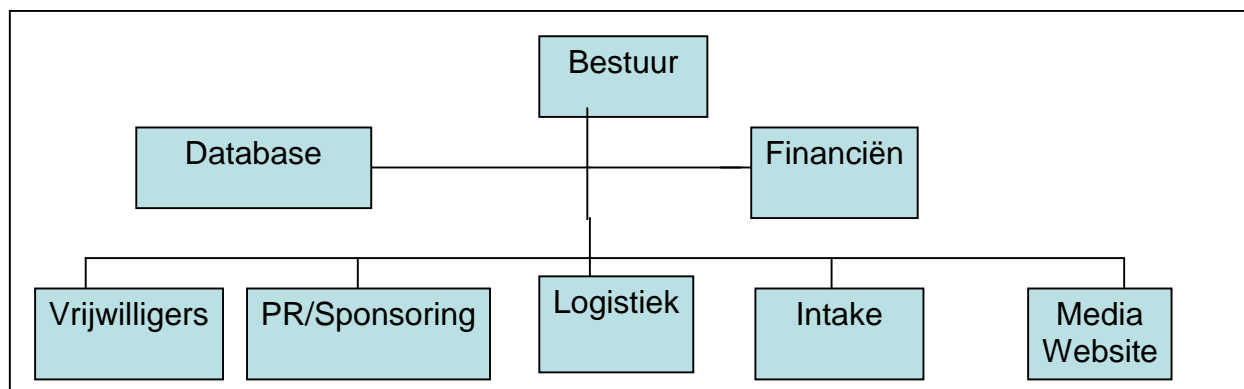 Bestuur
Database
Financiën
Vrijwilligers
PR/Sponsoring
Logistiek
Intake
Media
Website